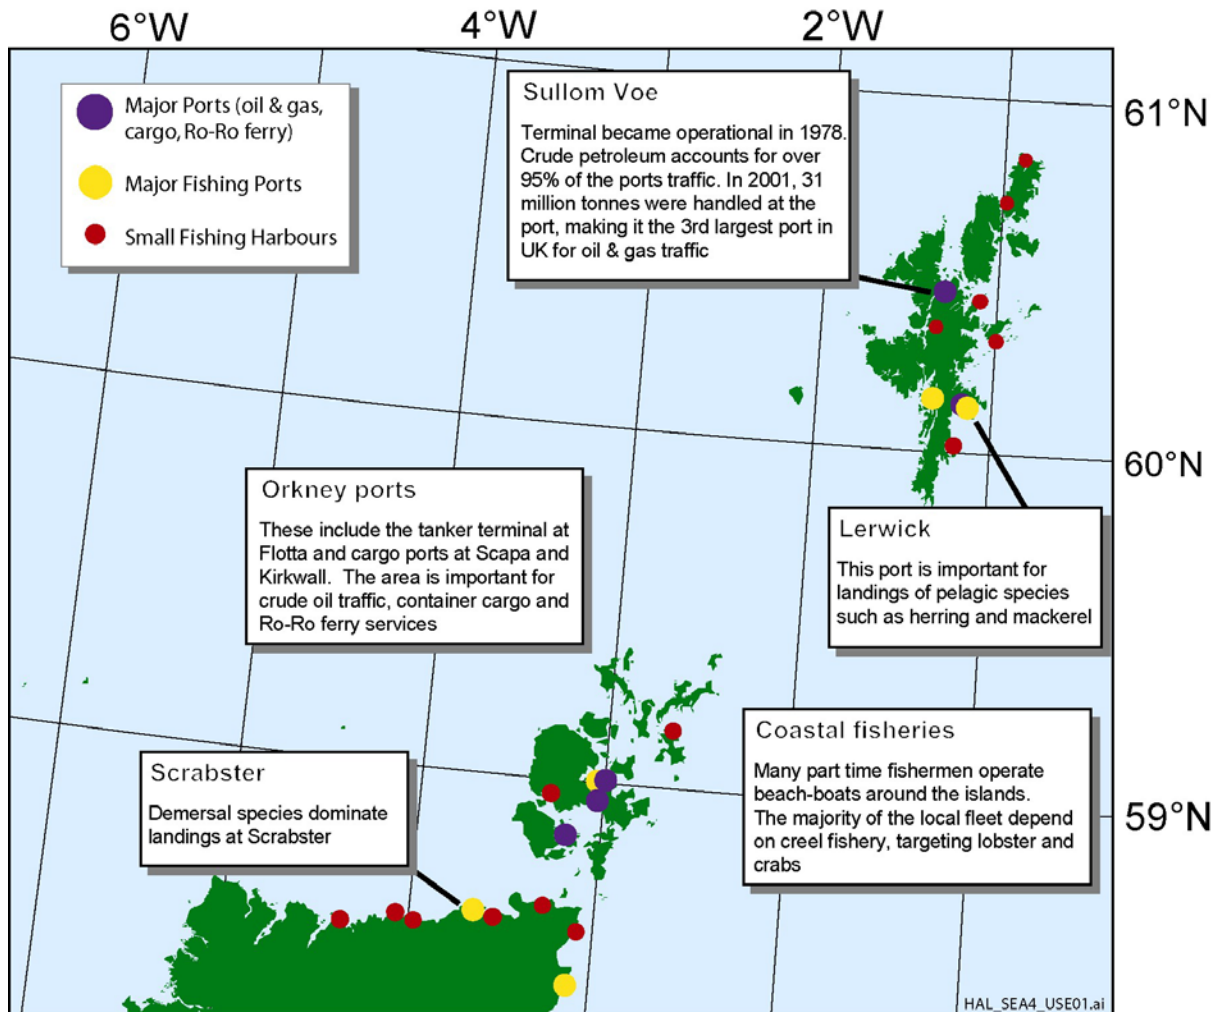 6°W
4°W
2°W
Major Ports (oil & gas,
cargo, Ro-Ro ferry)
Major Fishing Ports
Small Fishing Harbours
Sullom Voe
Terminal became operational in 1978.
Crude petroleum accounts for over
95% of the ports traffic. In 2001, 31
million tonnes were handled at the
port, making it the 3rd largest port in
UK for oil & gas traffic
61°N
60°N
Orkney ports
These include the tanker terminal at
Flotta and cargo ports at Scapa and
Kirkwall. The area is important for
crude oil traffic, container cargo and
Ro-Ro ferry services
Lerwick
This port is important for
landings of pelagic species
such as herring and mackerel
Scrabster
Demersal species dominate
landings at Scrabster
Coastal fisheries
Many part time fishermen operate
beach-boats around the islands.
The majority of the local fleet depend
on creel fishery, targeting lobster and
crabs
59°N
HAL_SEA4_USE01.ai